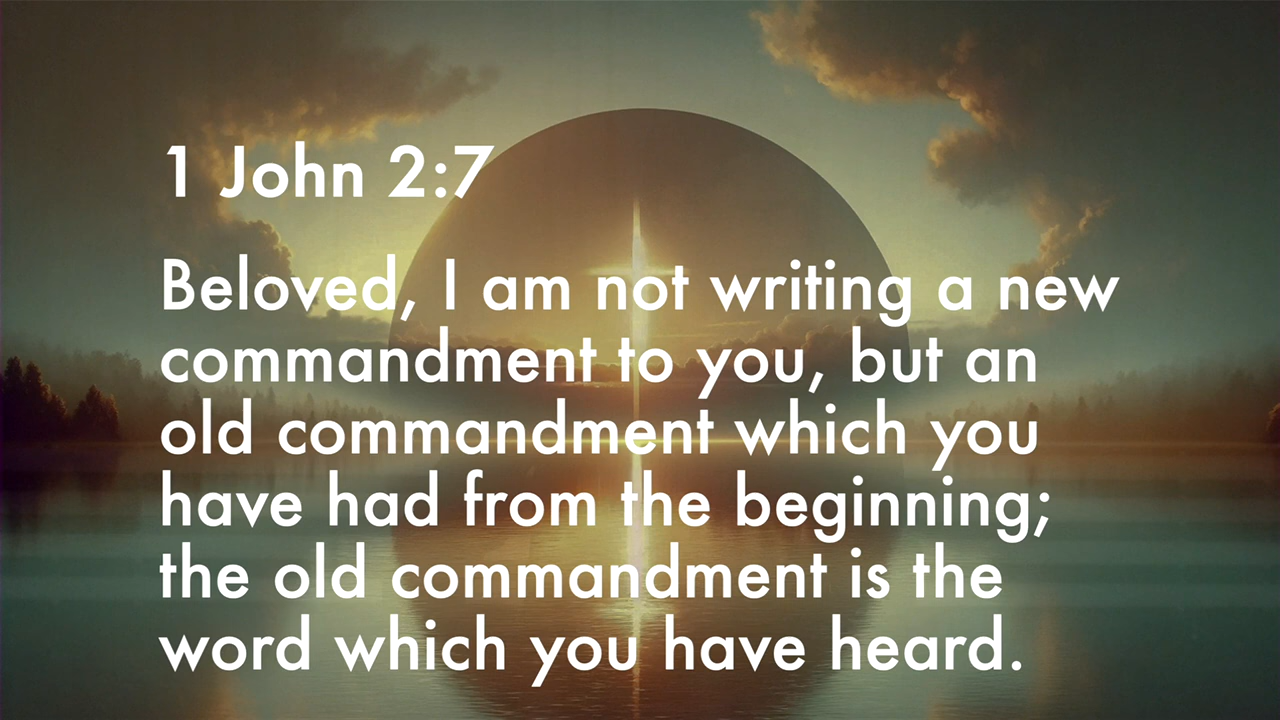 1 John 2:7
Beloved, I am not writing a new
commandment to you, but an
old commandment which you
have had from the beginning;
the old commandment is the
word which you have heard.